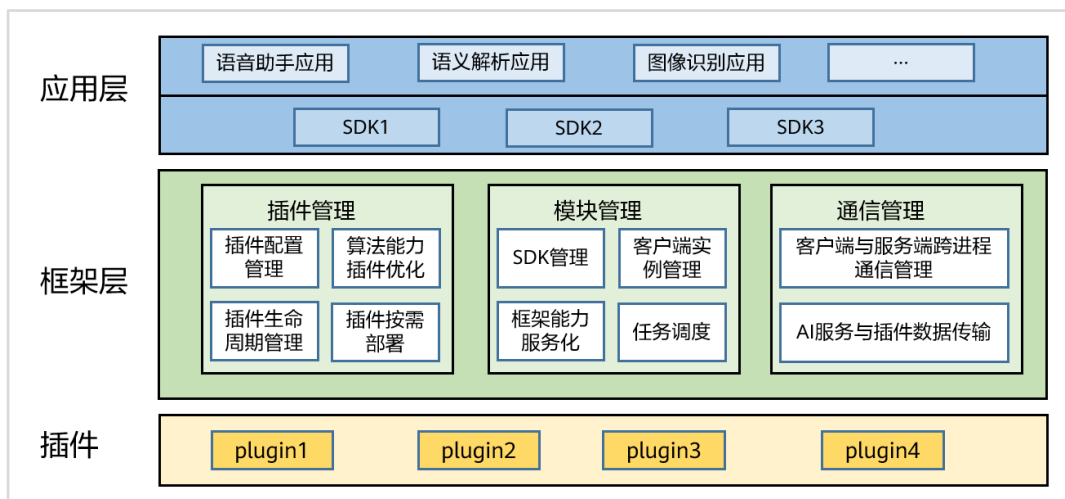 应用层
语音助手应用
语义解析应用
图像识别应用
...
SDK1
SDK2
SDK3
框架层
插件管理
插件配置
管理
算法能力
插件优化
插件生命
周期管理
插件按需
部署
模块管理
SDK管理
客户端实
例管理
框架能力
服务化
任务调度
通信管理
客户端与服务端跨进程
通信管理
AI服务与插件数据传输
插件
plugin1
plugin2
plugin3
plugin4